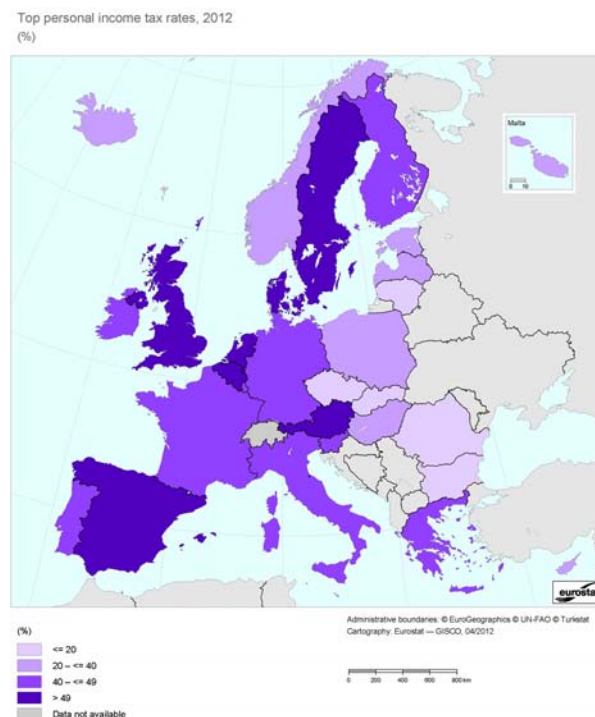 Top personal income tax rates, 2012
(%)
Malta
0 10
eurostat
Administrative boundaries: © EuroGeographics © UN-FAO © Turkstat
Cartography: Eurostat — GISCO, 04/2012
(%)
<= 20
20 – <= 40
40 – <= 49
> 49
Data not available
0 200 400 600 800 km